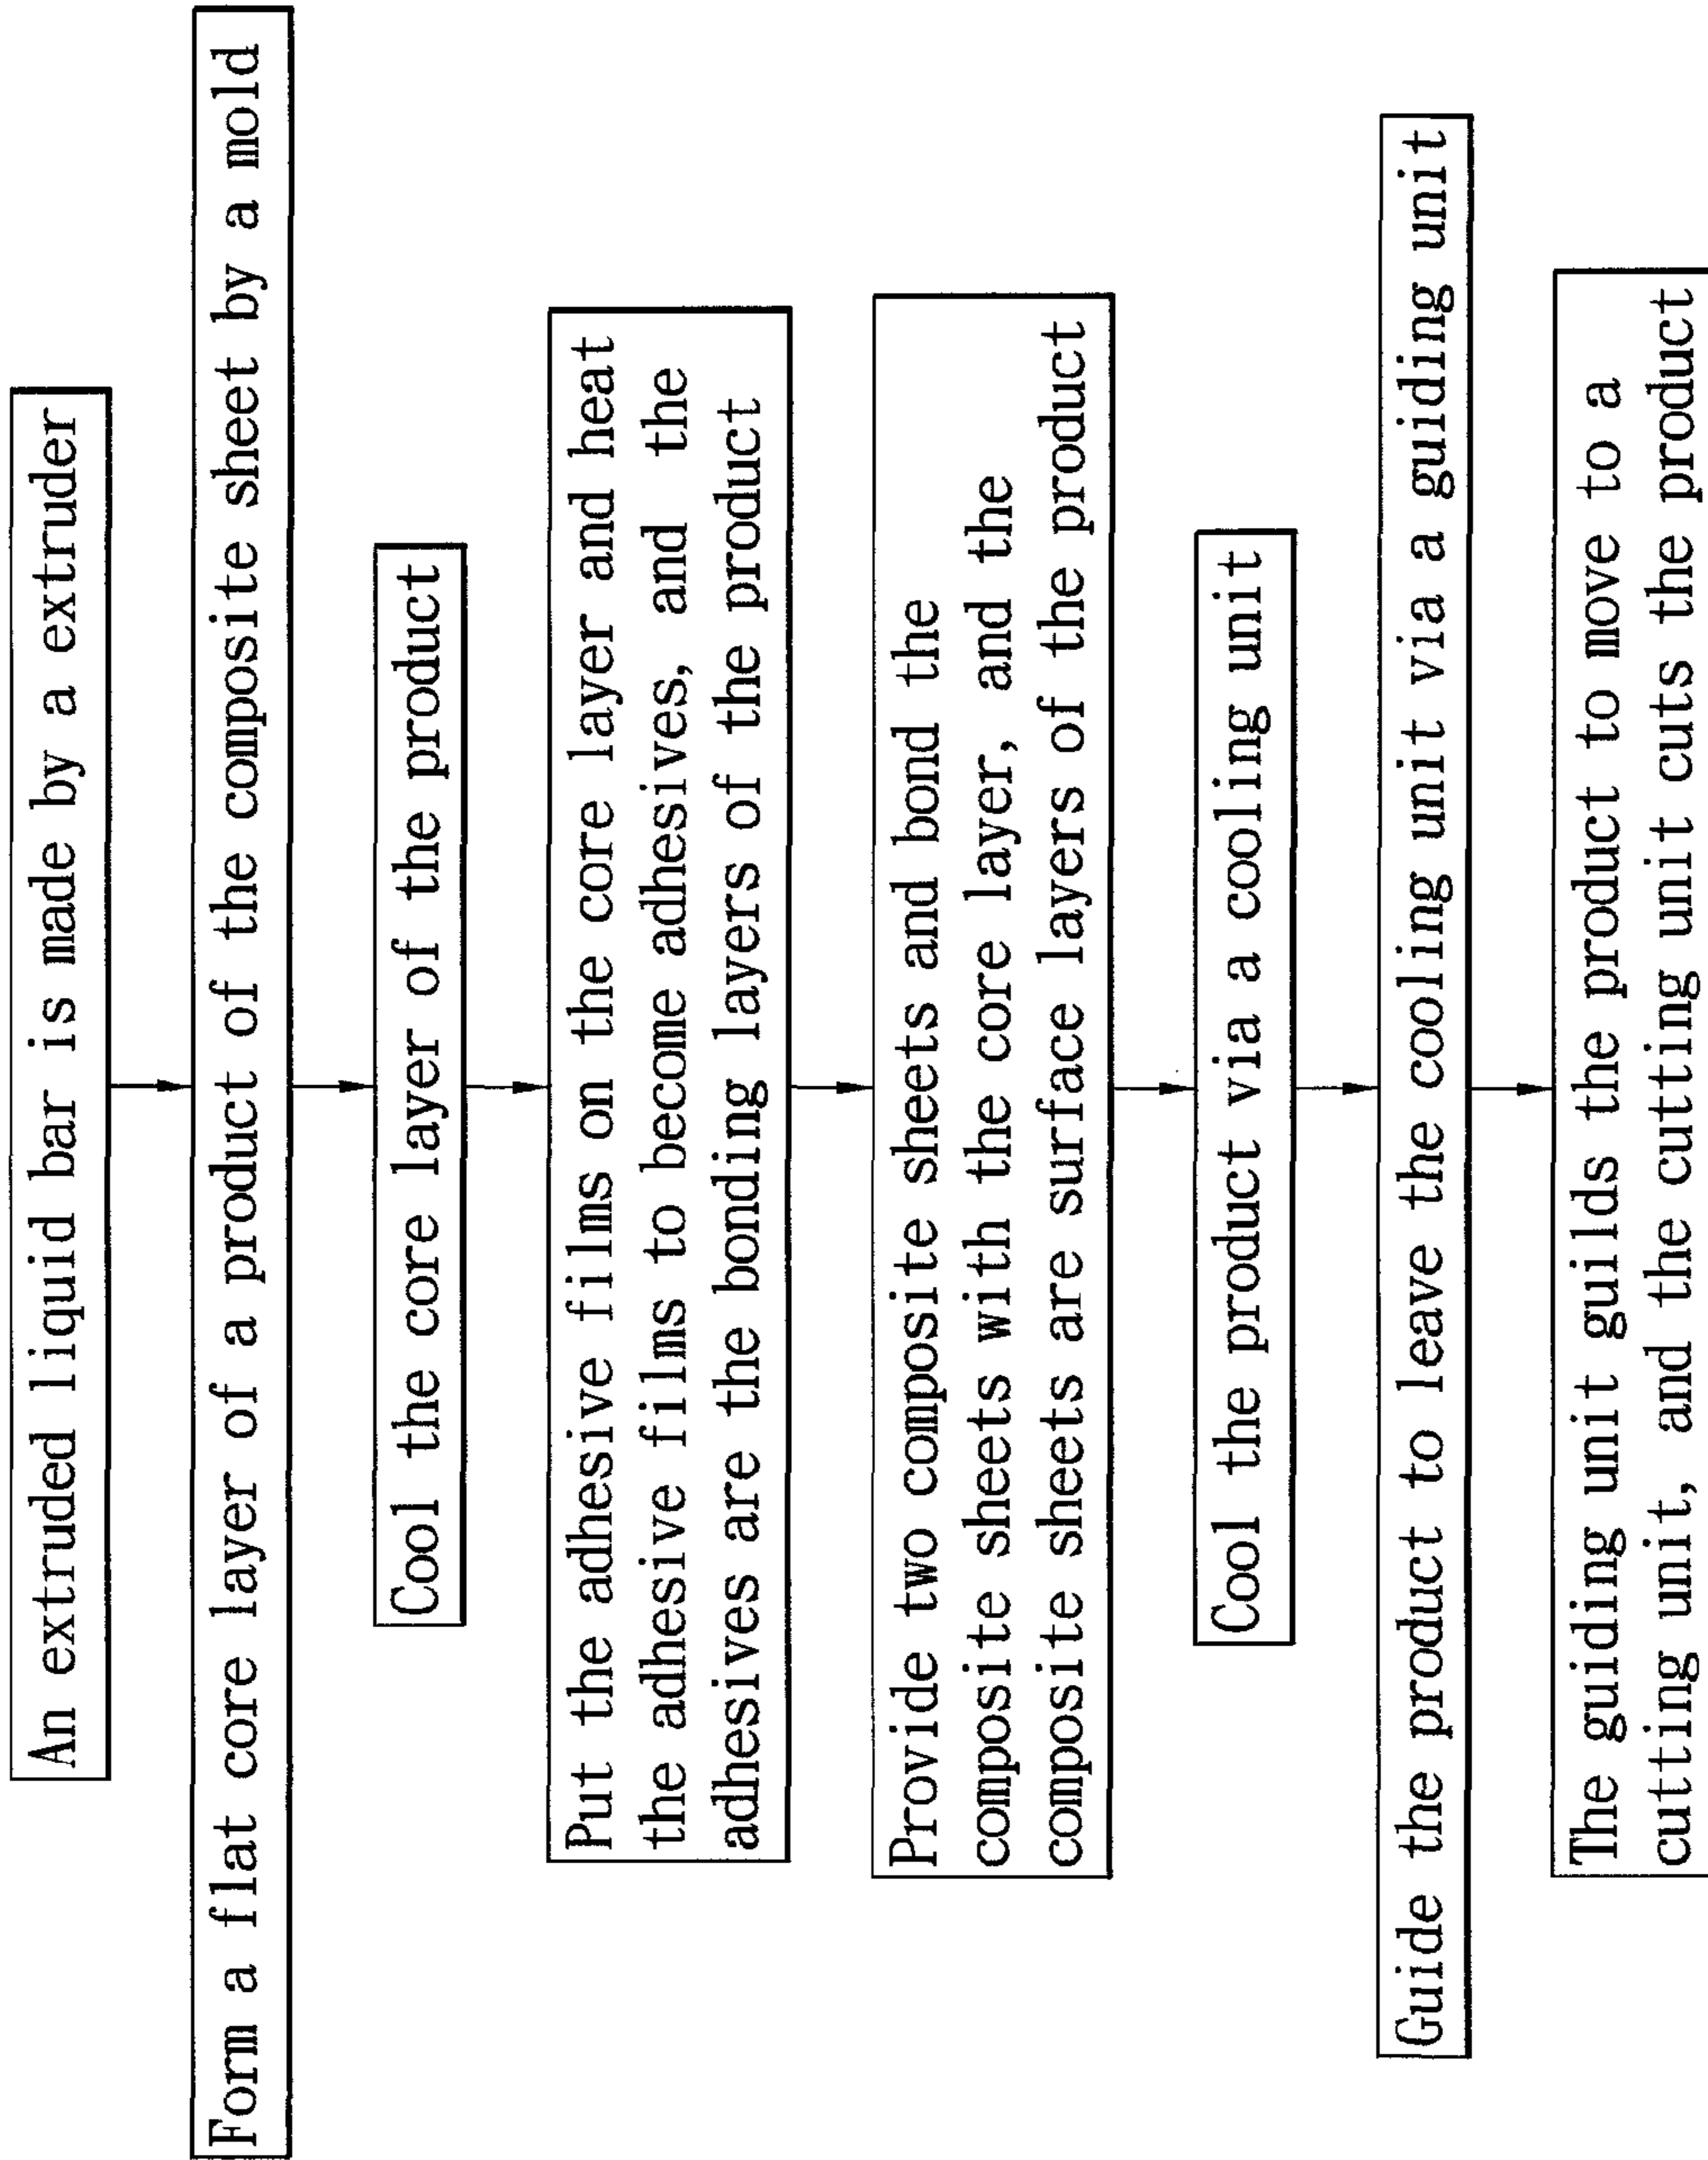 An extruded liquid bar is made by a extruder
Form a flat core layer of a product of the composite sheet by a mold
Cool the core layer of the product
Put the adhesive films on the core layer and heat
the adhesive films to become adhesives, and the
adhesives are the bonding layers of the product
Provide two composite sheets and bond the
composite sheets with the core layer, and the
composite sheets are surface layers of the product
Cool the product via a cooling unit
Guide the product to leave the cooling unit via a guiding unit
The guiding unit guilds the product to move to a
cutting unit, and the cutting unit cuts the product